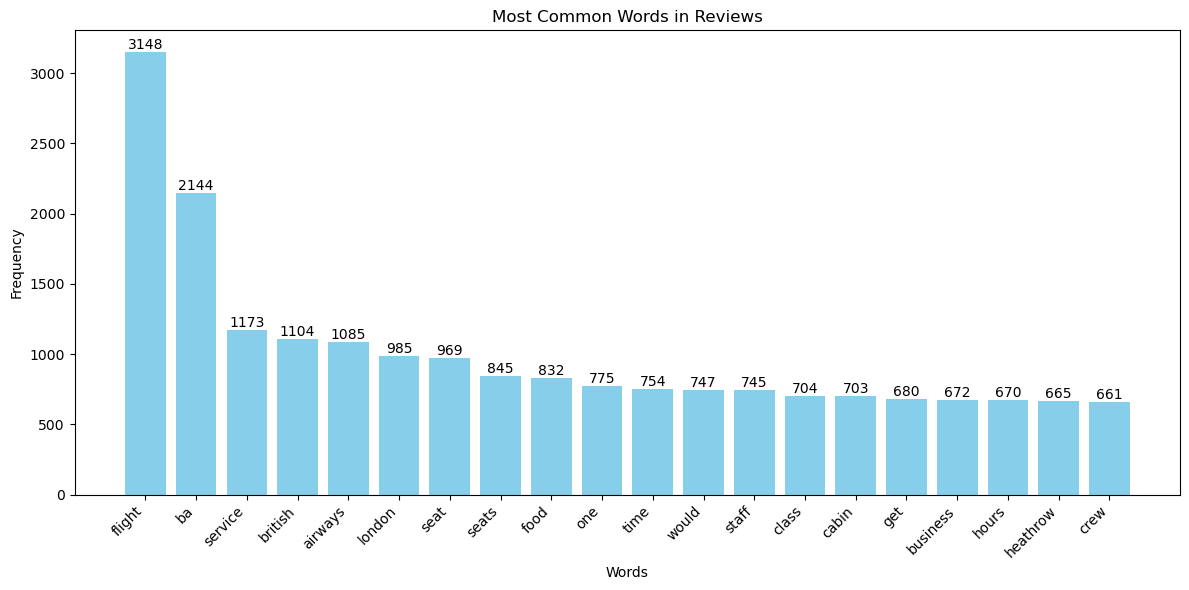 Most Common Words in Reviews
3148
2144
1173
1104
1085
985
969
845
832
775
754
747
745
704
703
680
672
670
665
661
3000
2500
2000
1500
1000
500
0
Frequency
flight
ba
service
british
airways
london
seat
seats
food
one
time
would
staff
class
cabin
get
business
hours
heathrow
crew
Words